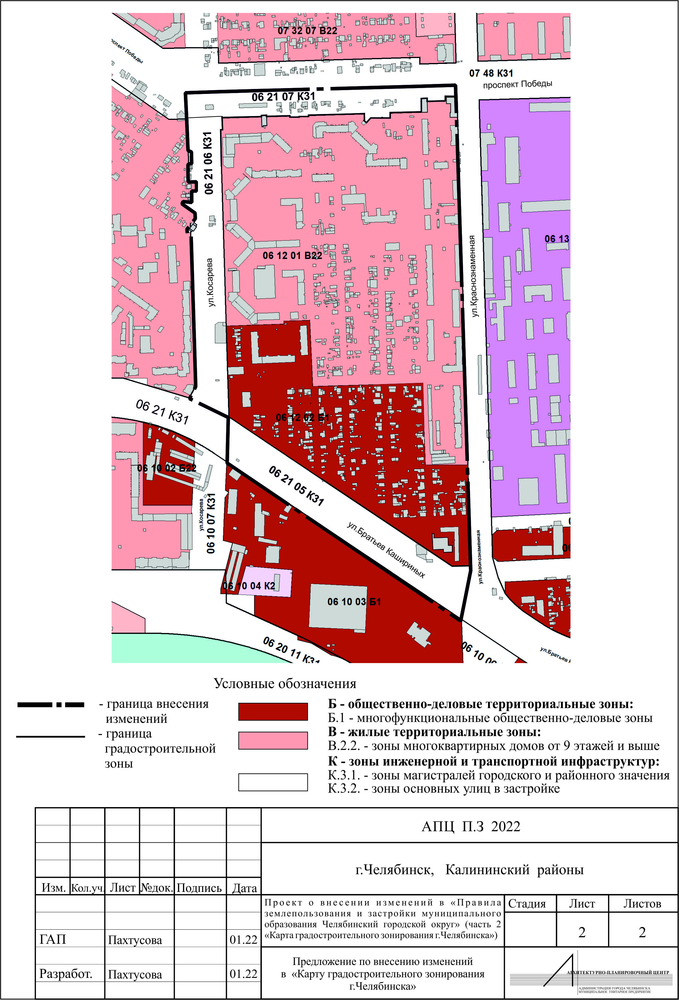 07 32 07 В22
оспект Победы
07 48 К31
проспект Победы
06 21 07 К31
06 21 06 К31
06 13
06 12 01 В22
ул.Косарева
ул.Краснознаменная
06 21 К31
06 12 02 Б1
06 10 02 Б22
06 21 05 К31
ул.Косарева
06 10 07 К31
ул.Братьев Кашириных
ул.Краснознаменная
06 10 04 К2
06 10 03 Б1
06 20 11 К31
06 10
ул.Братьев
Условные обозначения
- граница внесения
изменений
- граница
градостроительной
зоны
Б - общественно-деловые территориальные зоны:
Б.1 - многофункциональные общественно-деловые зоны
В - жилые территориальные зоны:
В.2.2. - зоны многоквартирных домов от 9 этажей и выше
К - зоны инженерной и транспортной инфраструктур:
К.3.1. - зоны магистралей городского и районного значения
К.3.2. - зоны основных улиц в застройке
АПЦ П.З 2022
г.Челябинск, Калининский районы
Изм. Кол.уч. Лист №док. Подпись Дата
Проект о внесении изменений в «Правила
землепользования и застройки муниципального
образования Челябинский городской округ» (часть 2
«Карта градостроительного зонирования г.Челябинска»)
Стадия Лист Листов
2 2
ГАП Пахтусова 01.22
Разработ. Пахтусова 01.22
Предложение по внесению изменений
в «Карту градостроительного зонирования
г.Челябинска»
АРХИТЕКТУРНО-ПЛАНИРОВОЧНЫЙ ЦЕНТР
АДМИНИСТРАЦИЯ ГОРОДА ЧЕЛЯБИНСКА
МУНИЦИПАЛЬНОЕ УНИТАРНОЕ ПРЕДПРИЯТИЕ